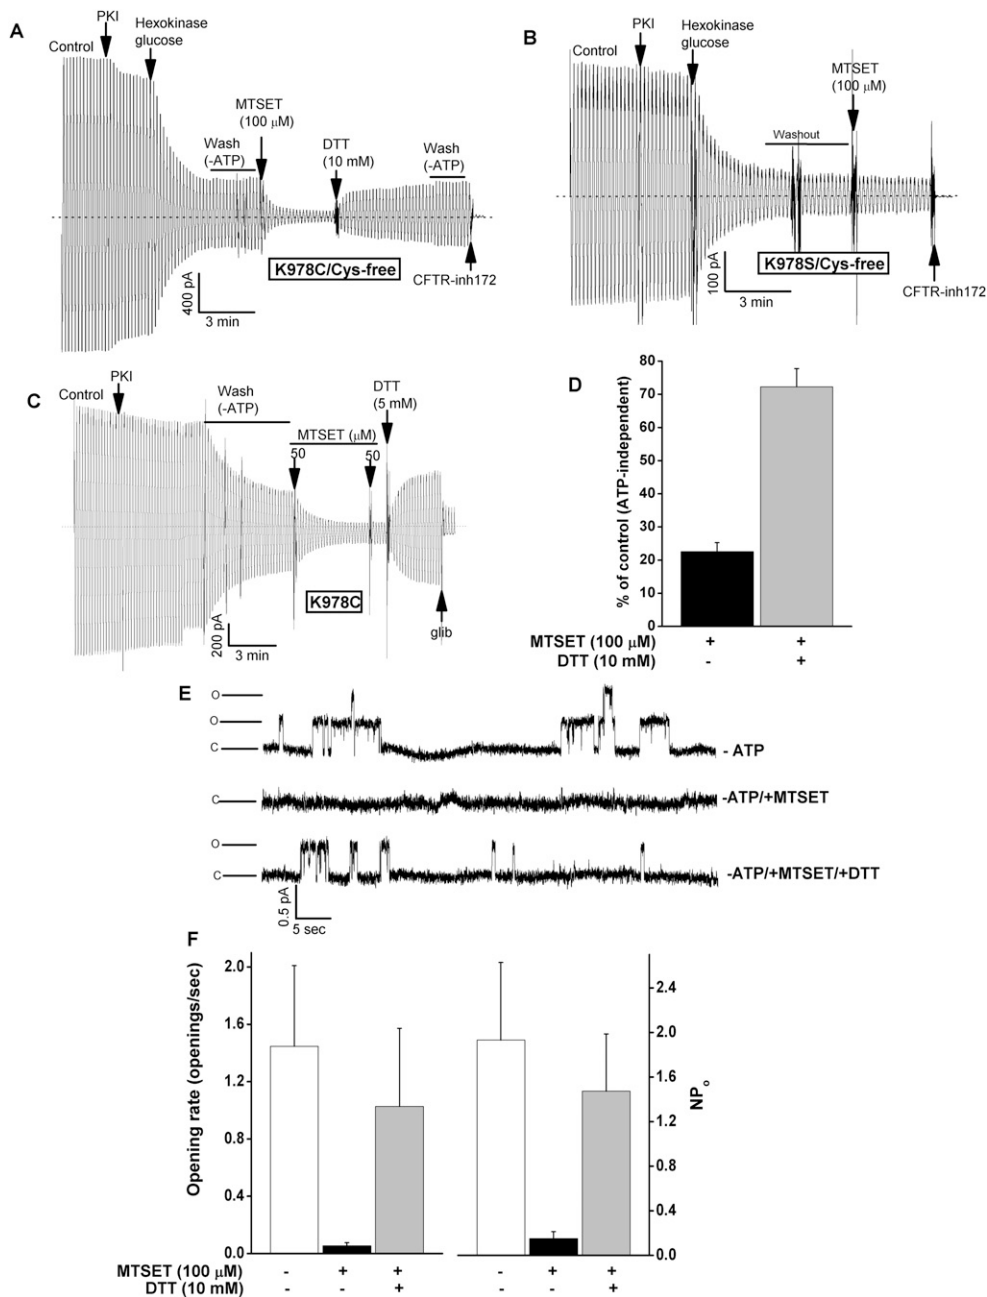 A
PKI
Hexokinase
glucose
Control
MTSET
(100 µM)
Wash
(-ATP)
DTT
(10 mM)
Wash
(-ATP)
K978C/Cys-free
400 pA
3 min
CFTR-inh172
B
PKI
Hexokinase
glucose
Control
MTSET
(100 µM)
Washout
K978S/Cys-free
100 pA
3 min
CFTR-inh172
C
Control
PKI
Wash
(-ATP)
DTT
(5 mM)
MTSET (µM)
50
50
K978C
200 pA
3 min
glib
D
% of control (ATP-independent)
80
70
60
50
40
30
20
10
0
MTSET (100 µM)
+
+
DTT (10 mM)
-
+
E
O
O
C
- ATP
C
-ATP/+MTSET
O
C
-ATP/+MTSET/+DTT
0.5 pA
5 sec
F
Opening rate (openings/sec)
2.0
1.6
1.2
0.8
0.4
0.0
2.4
2.0
1.6
1.2
0.8
0.4
0.0
NPo
MTSET (100 µM)
-
+
+
-
+
+
DTT (10 mM)
-
-
+
-
-
+